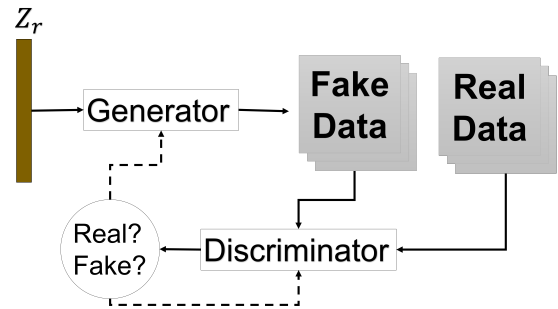 Z_r
Generator
Fake
Data
Real
Data
Real?
Fake?
Discriminator